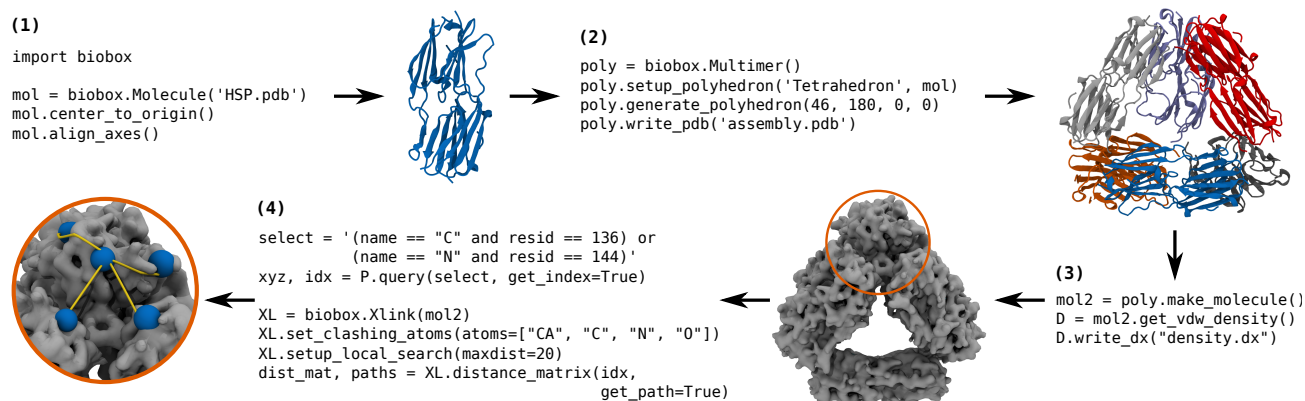 (1)
import biobox
mol = biobox.Molecule('HSP.pdb')
mol.center_to_origin()
mol.align_axes()
(2)
poly = biobox.Multimer()
poly.setup_polyhedron('Tetrahedron', mol)
poly.generate_polyhedron(46, 180, 0, 0)
poly.write_pdb('assembly.pdb')
(3)
mol2 = poly.make_molecule()
D = mol2.get_vdw_density()
D.write_dx("density.dx")
(4)
select = '(name == "C" and resid == 136) or
(name == "N" and resid == 144)'
xyz, idx = P.query(select, get_index=True)
XL = biobox.Xlink(mol2)
XL.set_clashing_atoms(atoms=["CA", "C", "N", "O"])
XL.setup_local_search(maxdist=20)
dist_mat, paths = XL.distance_matrix(idx,
get_path=True)